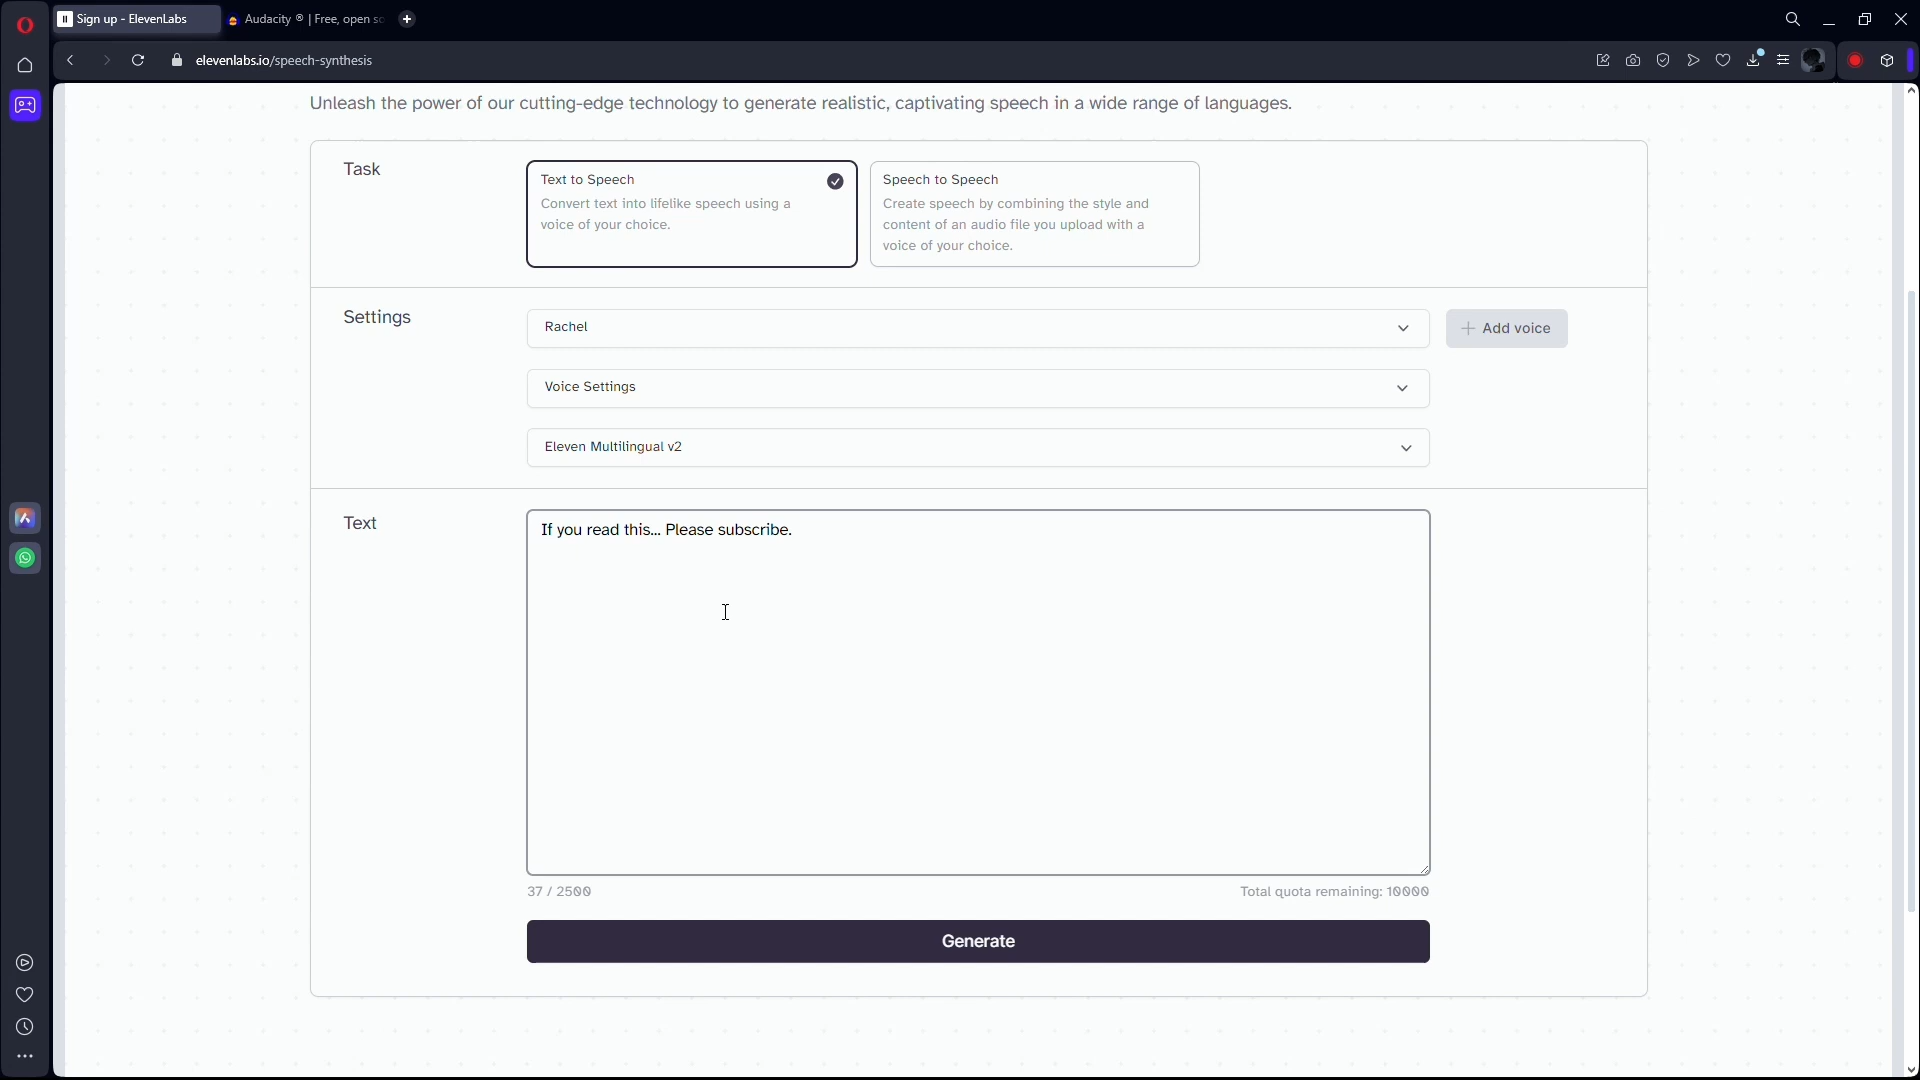 Sign up - ElevenLabs
Audacity ® | Free, open so
elevenlabs.io/speech-synthesis
Unleash the power of our cutting-edge technology to generate realistic, captivating speech in a wide range of languages.
Task
Text to Speech
Convert text into lifelike speech using a
voice of your choice.
Speech to Speech
Create speech by combining the style and
content of an audio file you upload with a
voice of your choice.
Settings
Rachel
+ Add voice
Voice Settings
Eleven Multilingual v2
Text
If you read this... Please subscribe.
37 / 2500
Total quota remaining: 10000
Generate